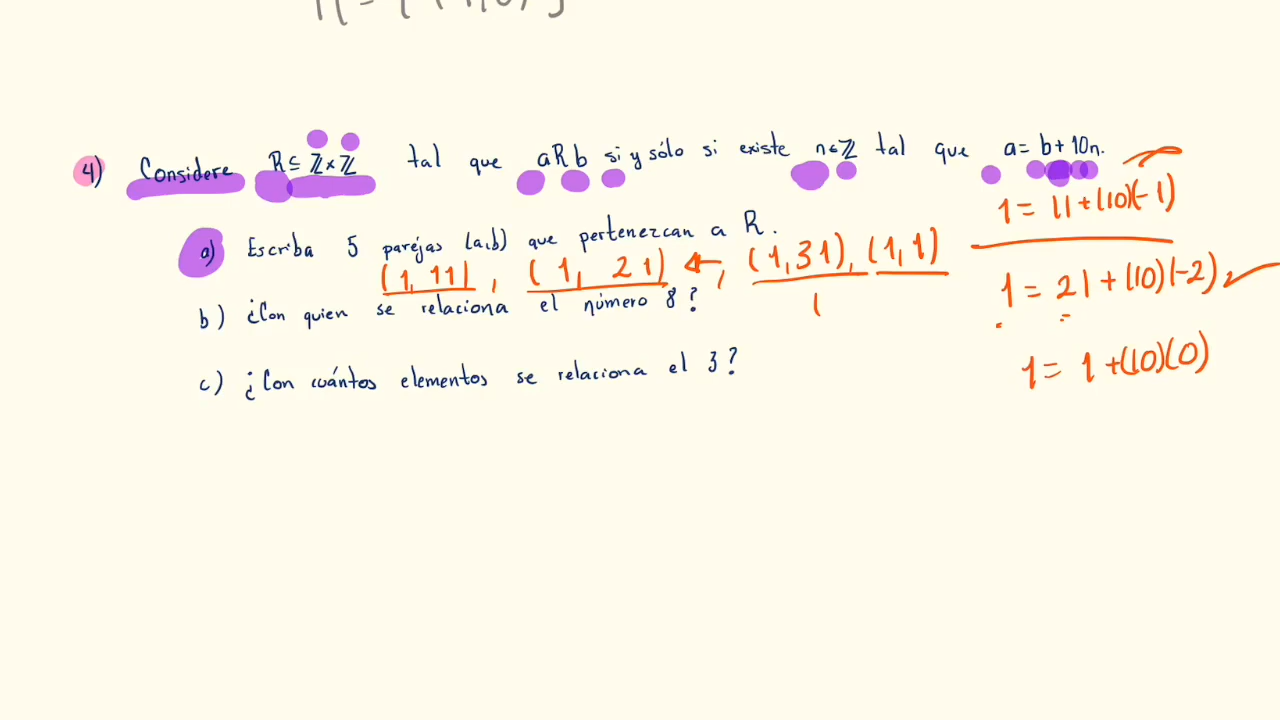 4) Considere R ⊆ ℤ×ℤ tal que aRb si y sólo si existe n∈ℤ tal que a = b + 10n.
1 = 11 + (10)(-1)
a) Escriba 5 parejas (a,b) que pertenezcan a R.
(1, 11), (1, 21) ←, (1,31), (1,1)
1 = 21 + (10)(-2)
b) ¿Con quien se relaciona el número 8?
1 = 1 + (10)(0)
c) ¿Con cuántos elementos se relaciona el 3?